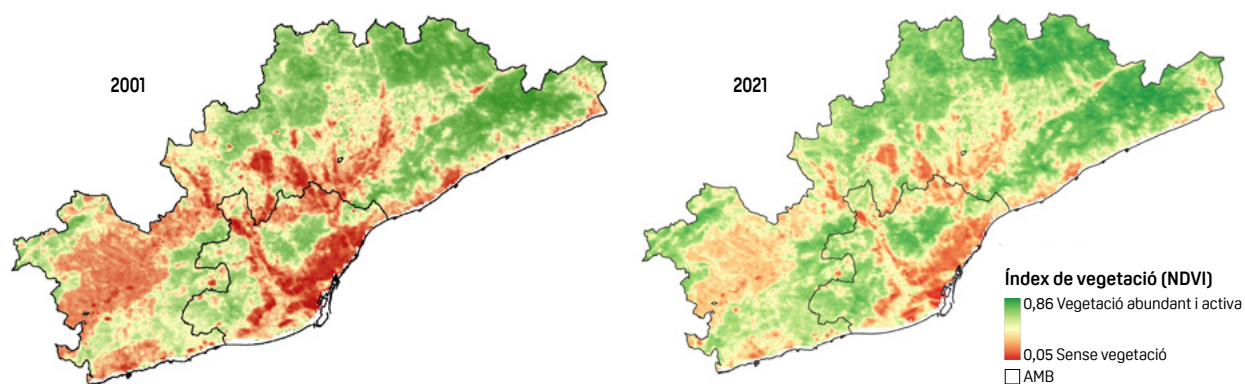 2001
2021
Índex de vegetació (NDVI)
0,86 Vegetació abundant i activa
0,05 Sense vegetació
AMB